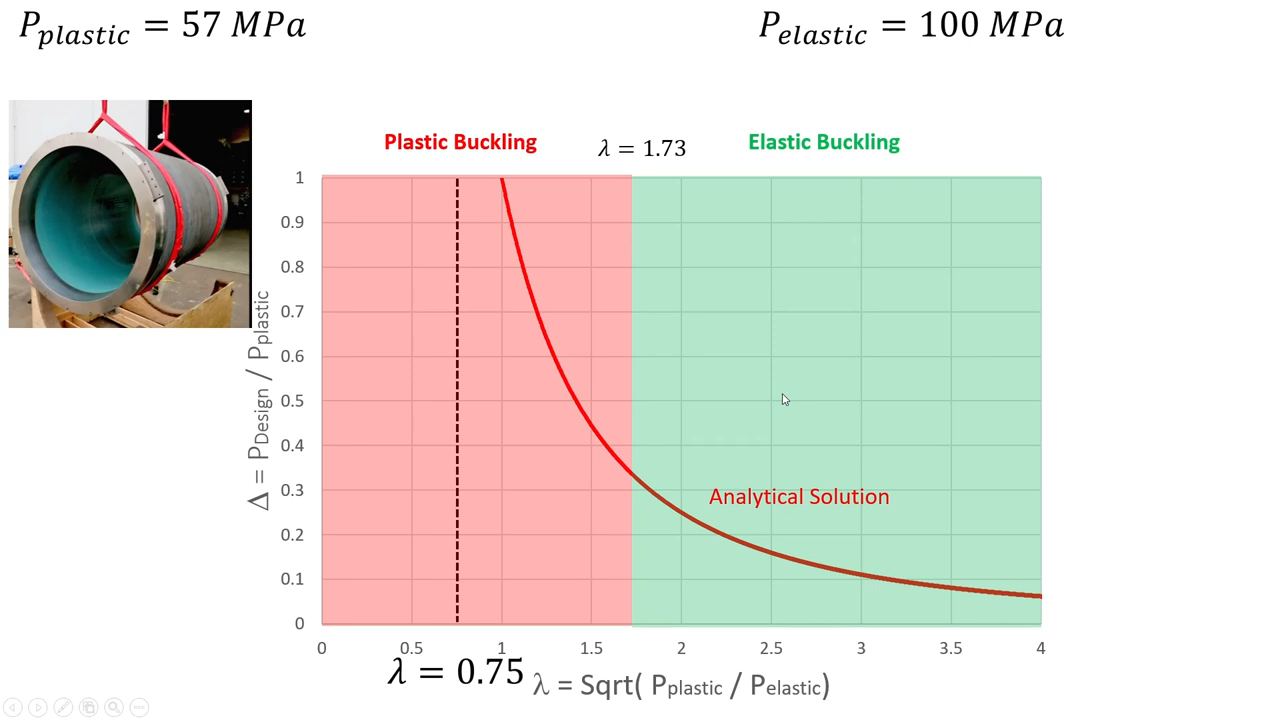 P_plastic = 57 MPa
P_elastic = 100 MPa
Plastic Buckling
λ = 1.73
Elastic Buckling
1
0.9
0.8
0.7
0.6
0.5
0.4
0.3
0.2
0.1
0
Δ = P_Design / P_plastic
Analytical Solution
0 0.5 1 1.5 2 2.5 3 3.5 4
λ = 0.75
λ = Sqrt( P_plastic / P_elastic)